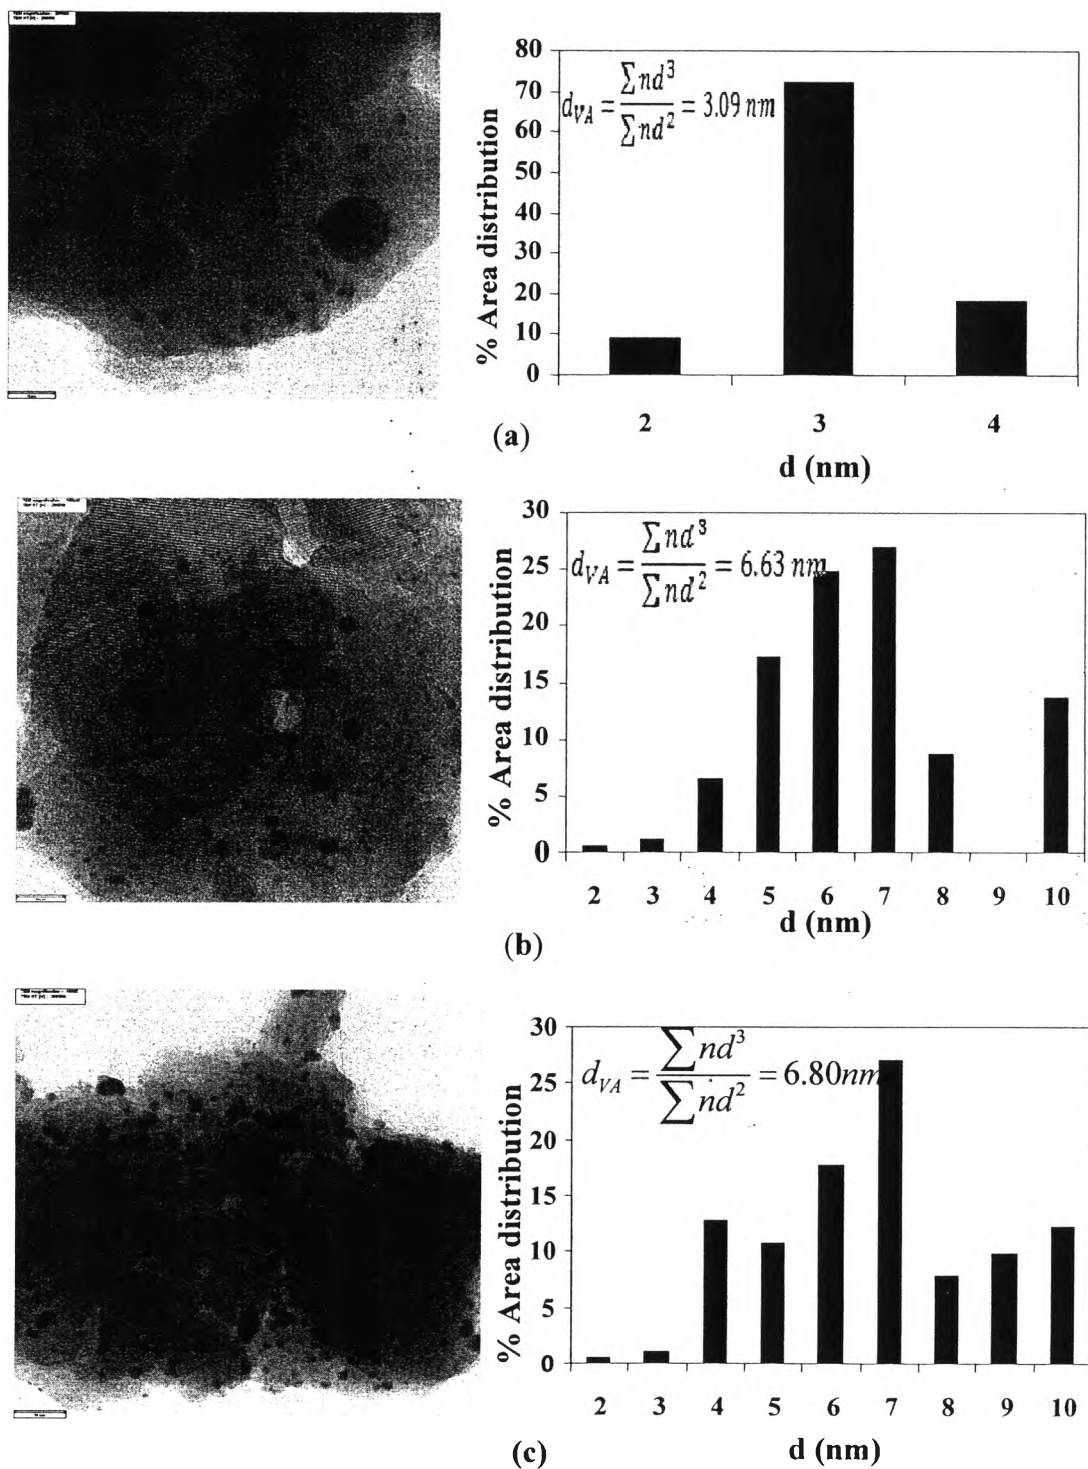 80
70
60
50
40
30
20
10
0
% Area distribution
d_VA = ∑nd³ / ∑nd² = 3.09 nm
2 3 4
d (nm)
(a)
30
25
20
15
10
5
0
% Area distribution
d_VA = ∑nd³ / ∑nd² = 6.63 nm
2 3 4 5 6 7 8 9 10
d (nm)
(b)
30
25
20
15
10
5
0
% Area distribution
d_VA = ∑nd³ / ∑nd² = 6.80nm
2 3 4 5 6 7 8 9 10
d (nm)
(c)